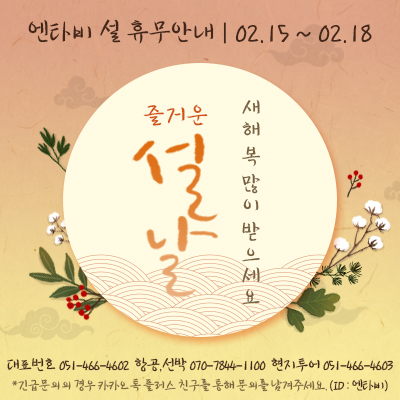 엔타비 설 휴무안내 | 02.15 ~ 02.18
즐거운
설날
새해 복 많이 받으세요
대표번호 051-466-4602 항공,선박 070-7844-1100 현지투어 051-466-4603
*긴급문의의 경우 카카오톡 플러스 친구를 통해 문의를 남겨주세요. (ID : 엔타비)